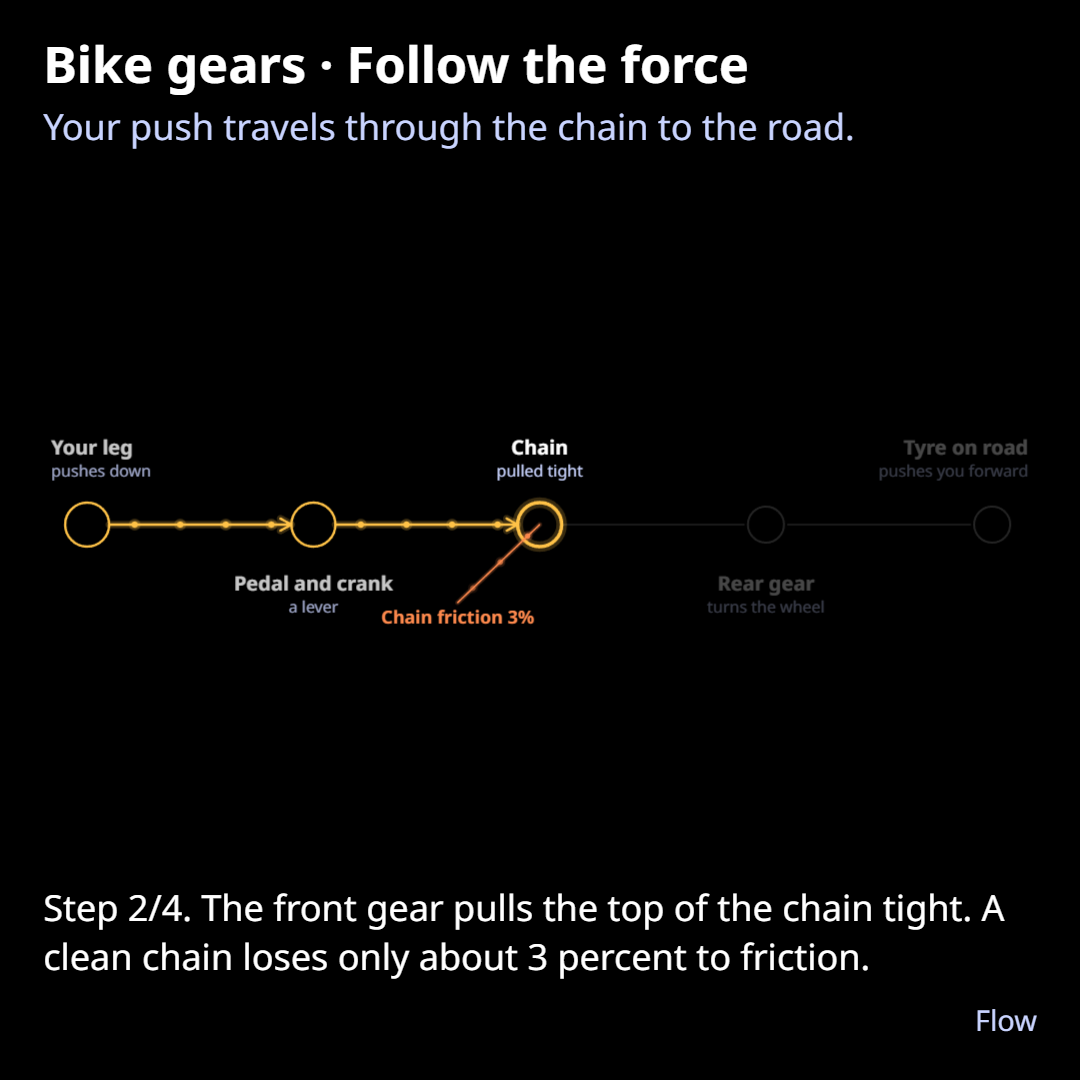 Bike gears · Follow the force
Your push travels through the chain to the road.
Your leg
pushes down
Chain
pulled tight
Tyre on road
pushes you forward
Pedal and crank
a lever
Chain friction 3%
Rear gear
turns the wheel
Step 2/4. The front gear pulls the top of the chain tight. A
clean chain loses only about 3 percent to friction.
Flow